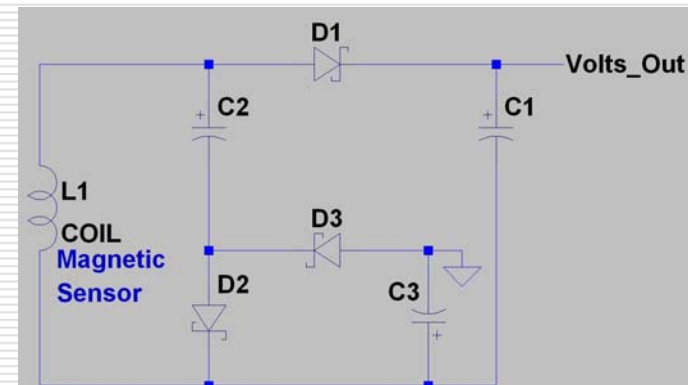 D1
Volts_Out
+ C2
+ C1
L1
COIL
Magnetic
Sensor
D3
D2
C3
+